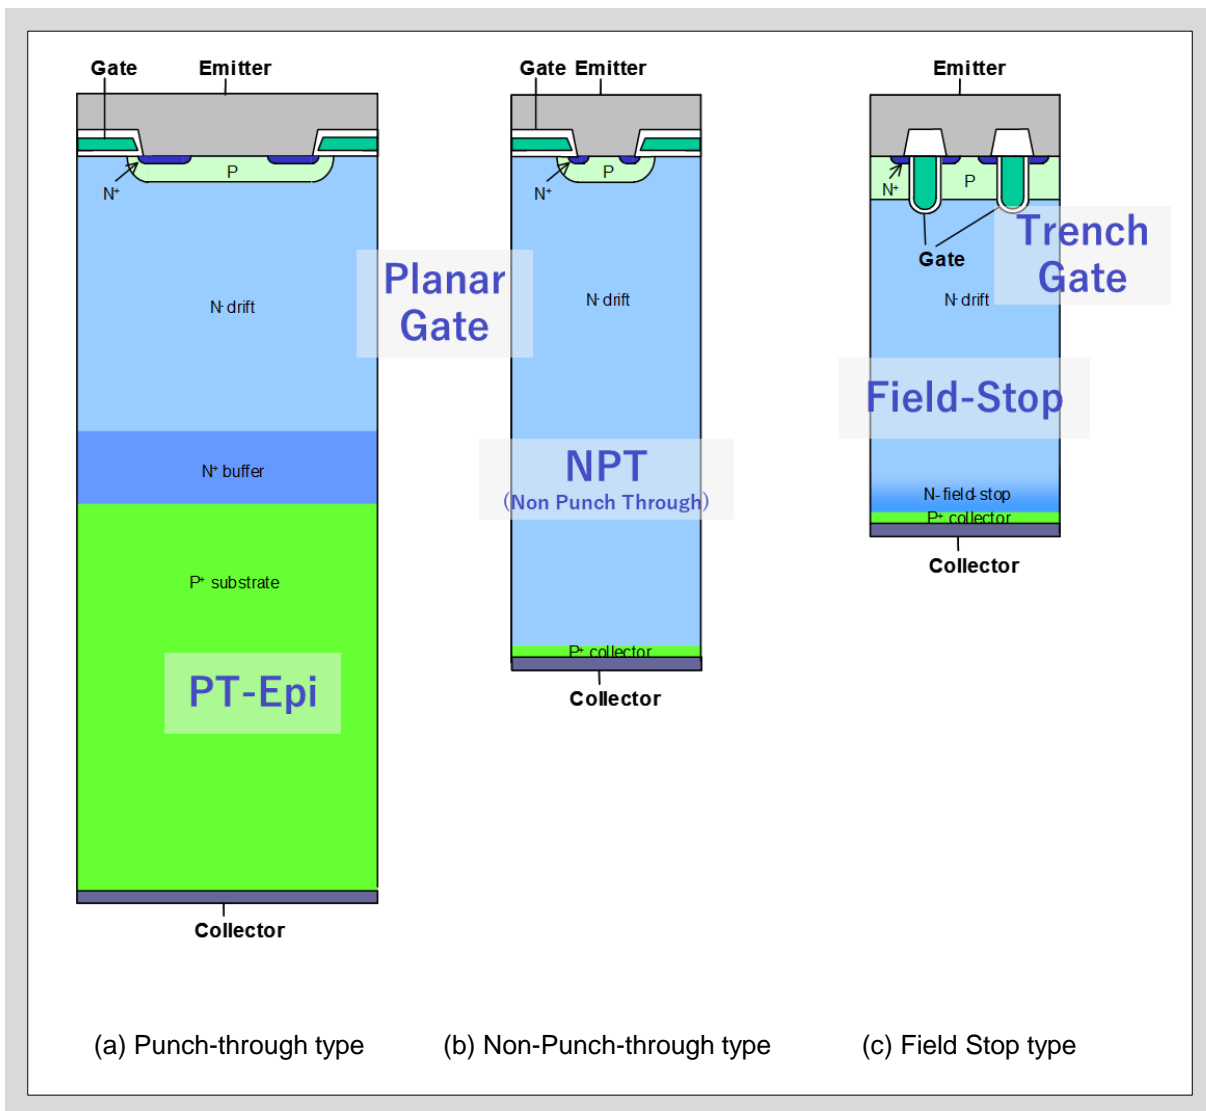 Gate
Emitter
N⁺
P
N⁻ drift
N⁺ buffer
P⁺ substrate
PT-Epi
Collector
Planar
Gate
Gate Emitter
N⁺
P
N⁻ drift
NPT
(Non Punch Through)
P⁺ collector
Collector
Emitter
N⁺
P
Gate
Trench
Gate
N⁻ drift
Field-Stop
N- field-stop
P⁺ collector
Collector
(a) Punch-through type
(b) Non-Punch-through type
(c) Field Stop type